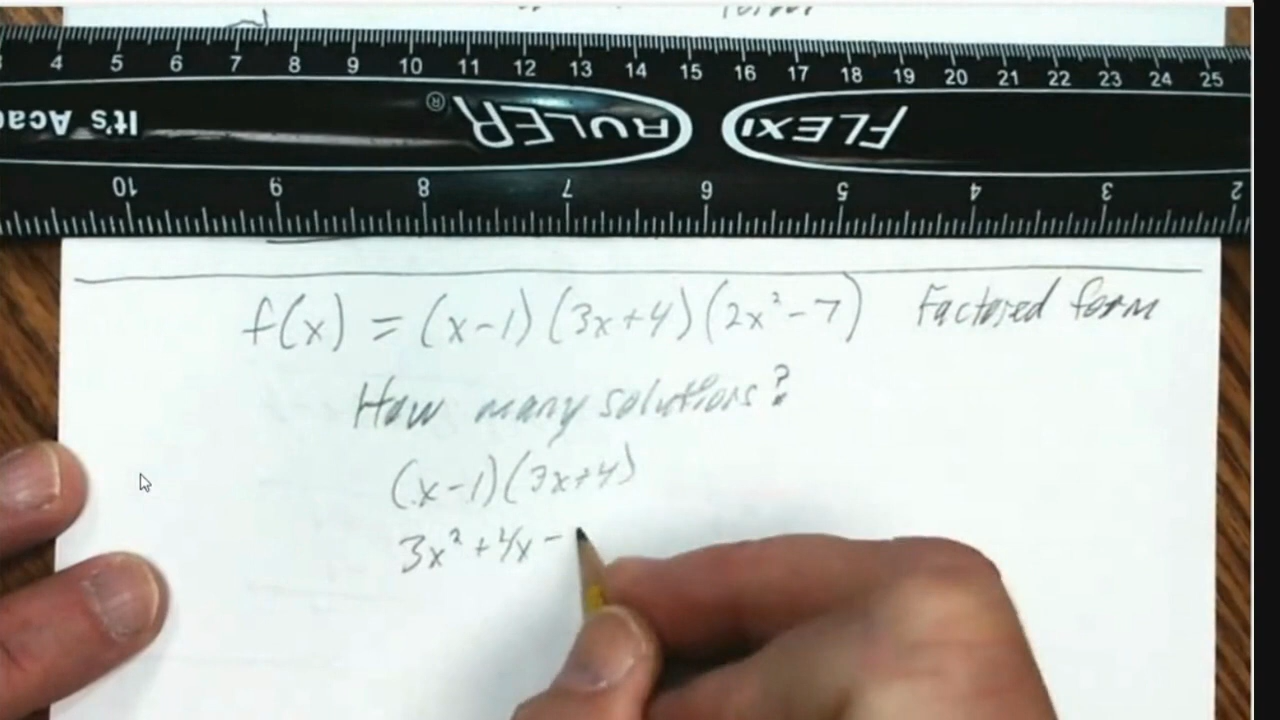 4 5 6 7 8 9 10 11 12 13 14 15 16 17 18 19 20 21 22 23 24 25
It's Acad
RULER®
FLEXI
10 9 8 7 6 5 4 3 2
f(x) = (x-1)(3x+4)(2x²-7) Factored form
How many solutions?
(x-1)(3x+4)
3x² + 4x -